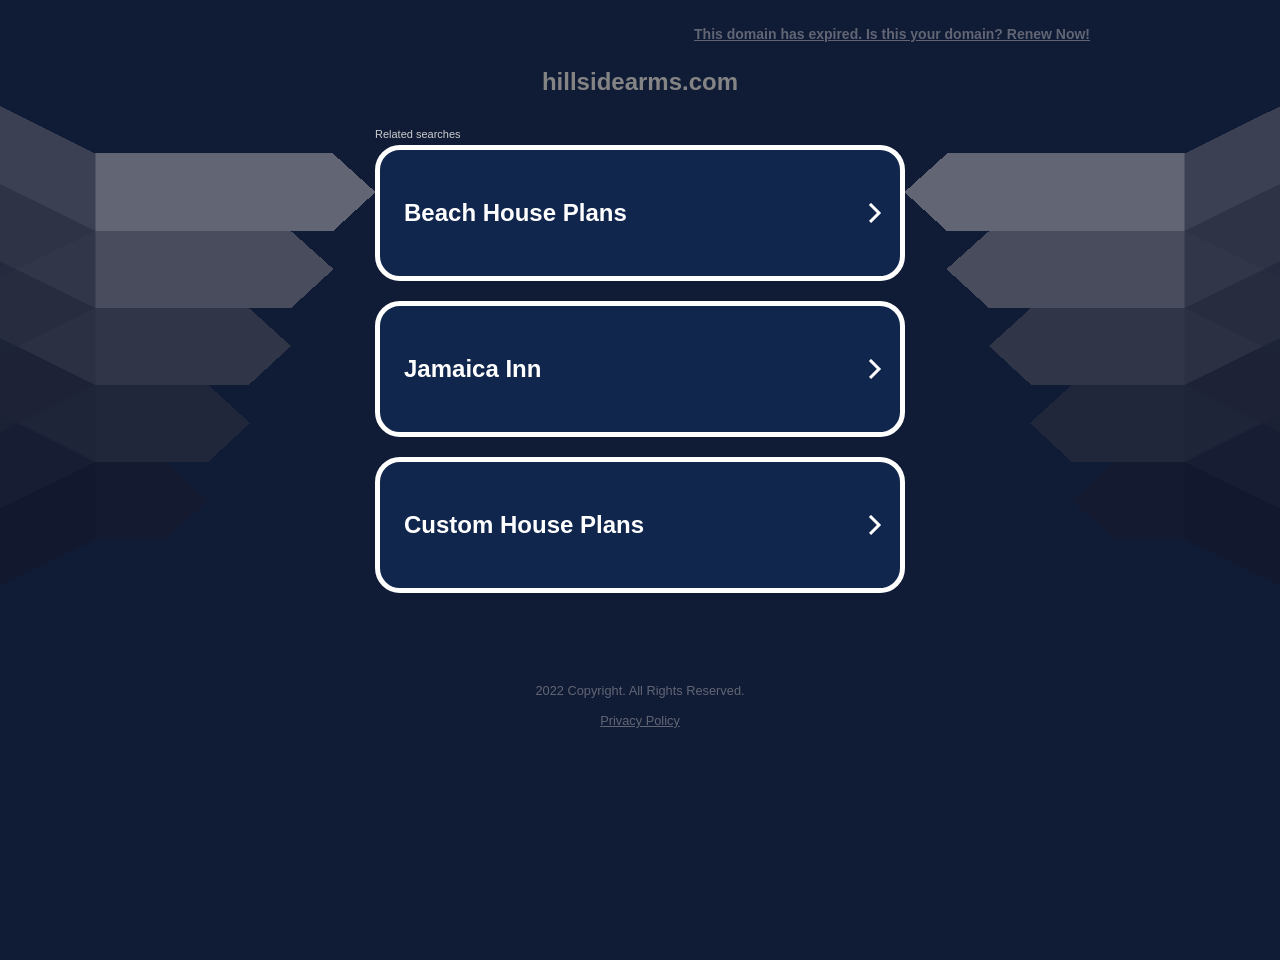 This domain has expired. Is this your domain? Renew Now!
hillsidearms.com
Related searches
Beach House Plans
Jamaica Inn
Custom House Plans
2022 Copyright. All Rights Reserved.
Privacy Policy